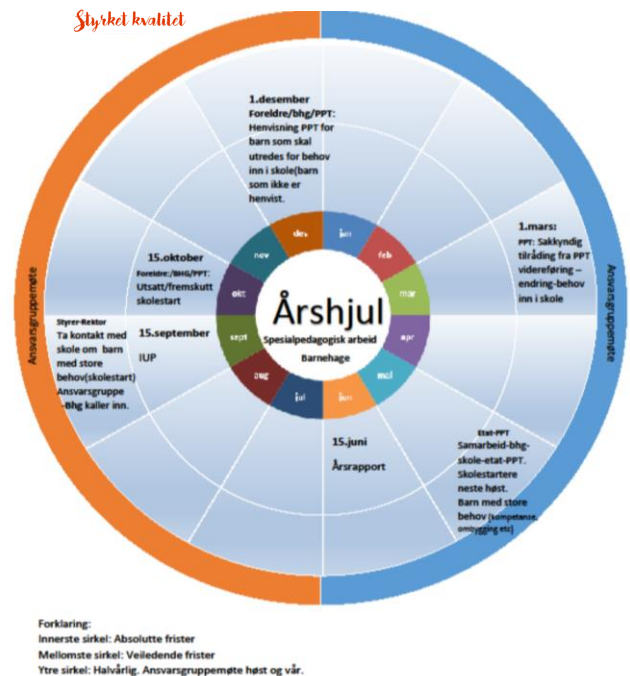 Styrket kvalitet
1.desember
Foreldre/bhg/PPT:
Henvisning PPT for
barn som skal
utredes for behov
inn i skole(barn
som ikke er
henvist.
1.mars:
PPT: Sakkyndig
tilråding fra PPT
videreføring –
endring-behov
inn i skole
Ansvarsgruppemøte
Ansvarsgruppemøte
15.oktober
Foreldre:/BHG/PPT:
Utsatt/fremskutt
skolestart
des
jan
nov
feb
okt
mar
sept
apr
aug
mai
jul
jun
Årshjul
Spesialpedagogisk arbeid
Barnehage
Styrer-Rektor
Ta kontakt med
skole om barn
med store
behov(skolestart)
Ansvarsgruppe
-Bhg kaller inn.
15.september
IUP
15.juni
Årsrapport
Etat-PPT
Samarbeid-bhg-
skole-etat-PPT.
Skolestartere
neste høst.
Barn med store
behov (kompetanse,
ombygging etc)
Forklaring:
Innerste sirkel: Absolutte frister
Mellomste sirkel: Veiledende frister
Ytre sirkel: Halvårlig. Ansvarsgruppemøte høst og vår.